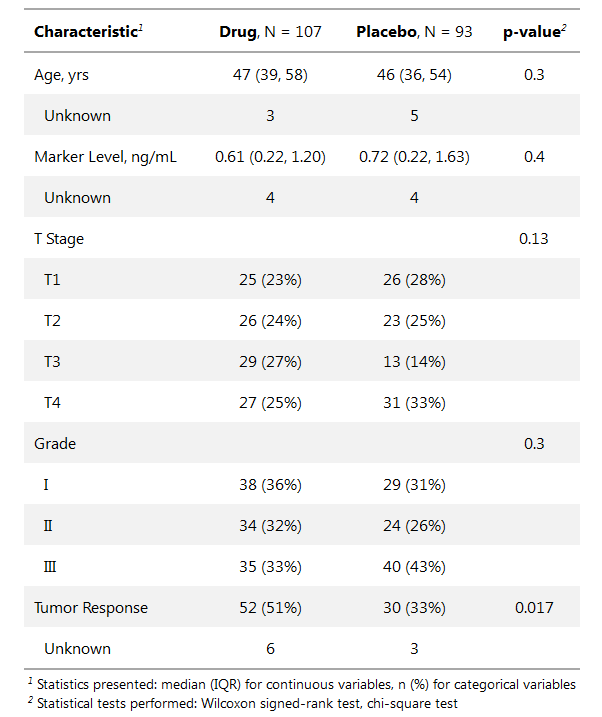 Characteristic¹ Drug, N = 107 Placebo, N = 93 p-value²
Age, yrs 47 (39, 58) 46 (36, 54) 0.3
Unknown 3 5
Marker Level, ng/mL 0.61 (0.22, 1.20) 0.72 (0.22, 1.63) 0.4
Unknown 4 4
T Stage 0.13
T1 25 (23%) 26 (28%)
T2 26 (24%) 23 (25%)
T3 29 (27%) 13 (14%)
T4 27 (25%) 31 (33%)
Grade 0.3
I 38 (36%) 29 (31%)
II 34 (32%) 24 (26%)
III 35 (33%) 40 (43%)
Tumor Response 52 (51%) 30 (33%) 0.017
Unknown 6 3
¹ Statistics presented: median (IQR) for continuous variables, n (%) for categorical variables
² Statistical tests performed: Wilcoxon signed-rank test, chi-square test